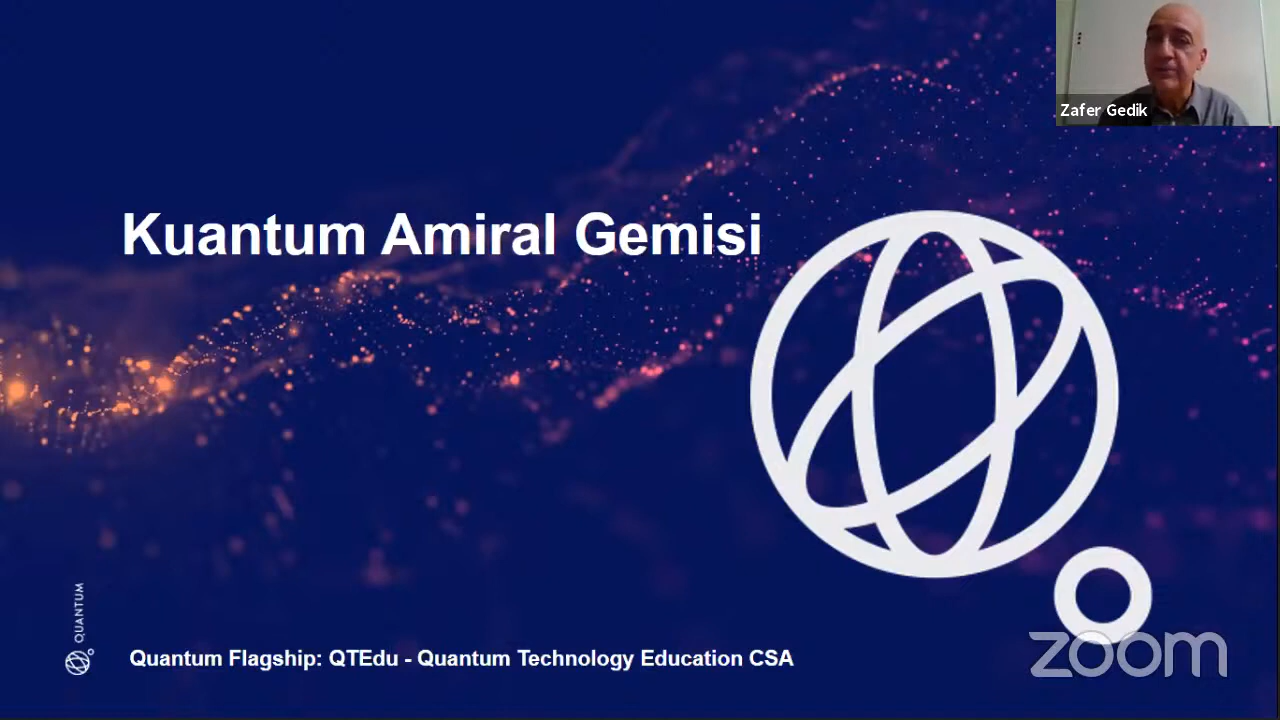 Zafer Gedik
Kuantum Amiral Gemisi
QUANTUM
Quantum Flagship: QTEdu - Quantum Technology Education CSA
zoom